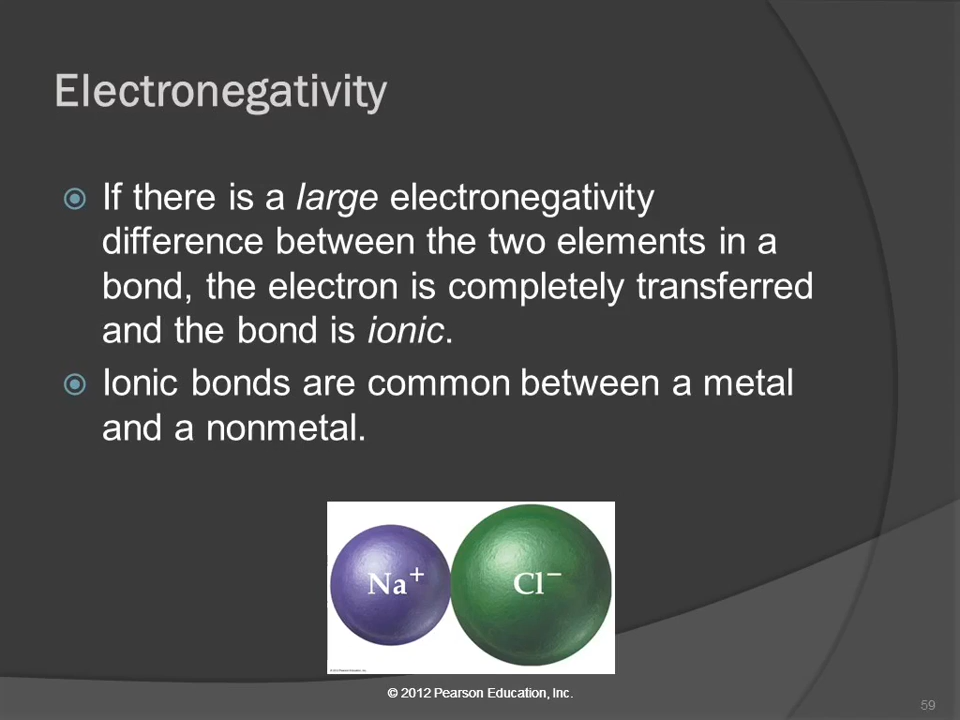 Electronegativity
If there is a large electronegativity
difference between the two elements in a
bond, the electron is completely transferred
and the bond is ionic.
Ionic bonds are common between a metal
and a nonmetal.
Na⁺ Cl⁻
© 2012 Pearson Education, Inc.
59